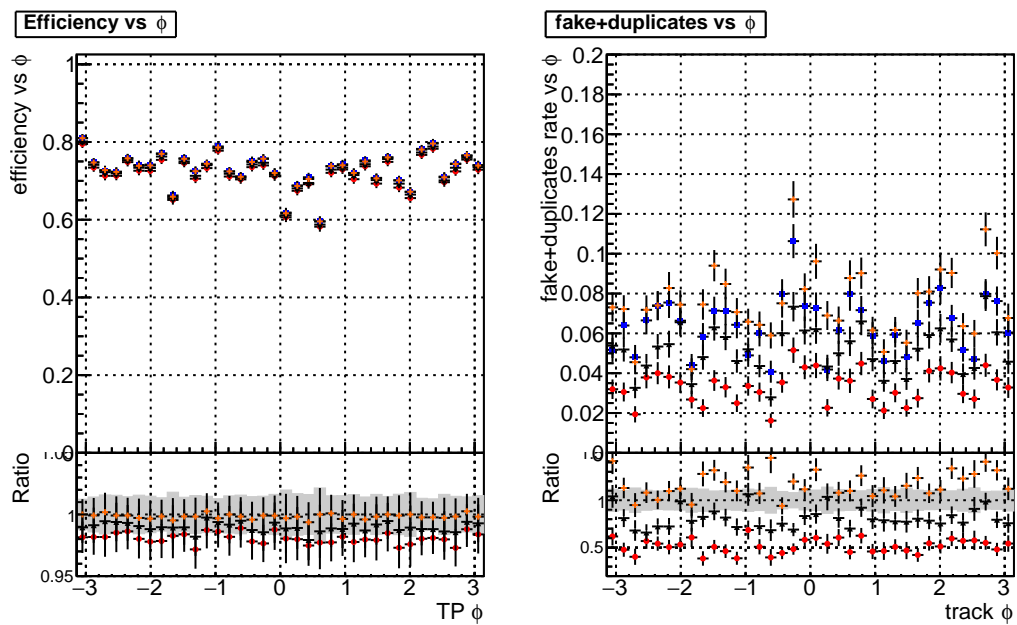 Efficiency vs ϕ
efficiency vs ϕ
1
0.8
0.6
0.4
0.2
0
Ratio
1.05
1
0.95
−3 −2 −1 0 1 2 3
TP ϕ
fake+duplicates vs ϕ
fake+duplicates rate vs ϕ
0.2
0.18
0.16
0.14
0.12
0.1
0.08
0.06
0.04
0.02
0
Ratio
1
0.5
−3 −2 −1 0 1 2 3
track ϕ